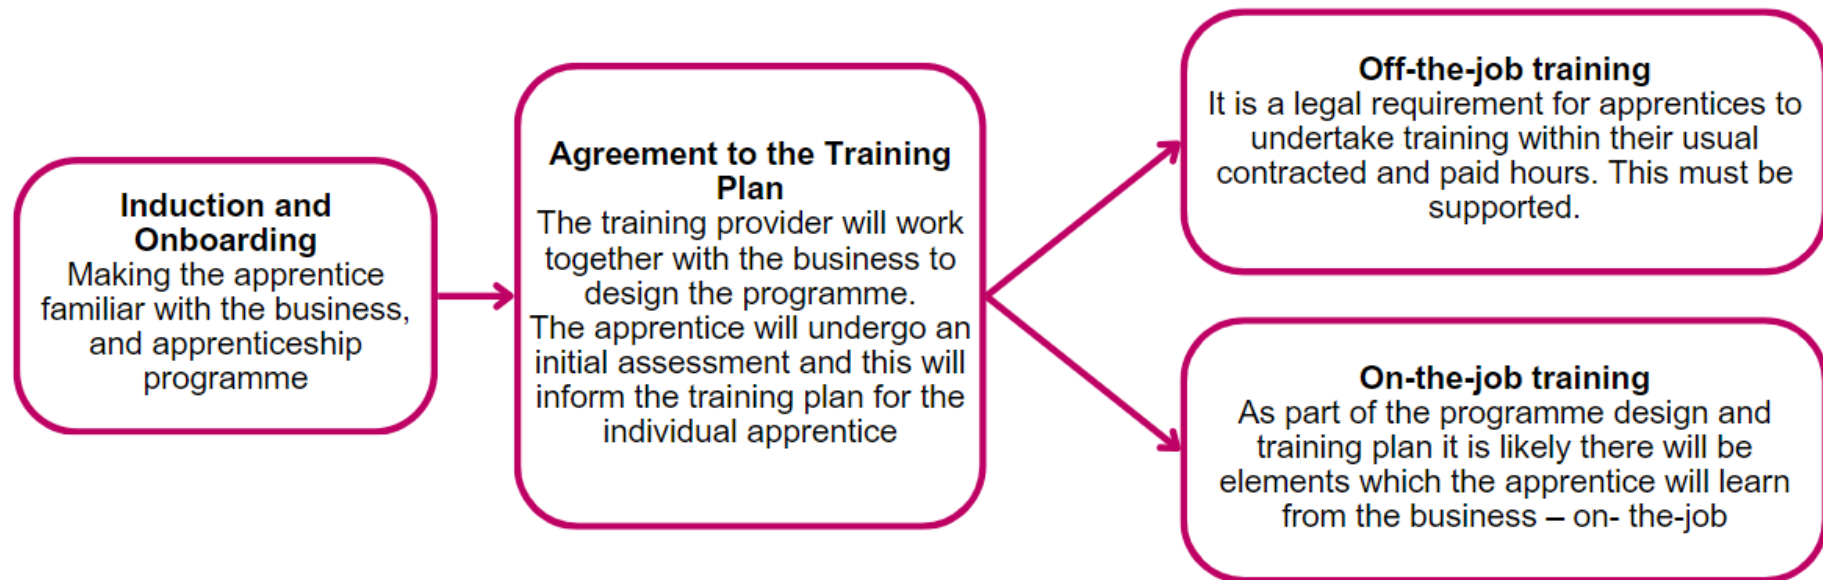 Induction and
Onboarding
Making the apprentice
familiar with the business,
and apprenticeship
programme
Agreement to the Training
Plan
The training provider will work
together with the business to
design the programme.
The apprentice will undergo an
initial assessment and this will
inform the training plan for the
individual apprentice
Off-the-job training
It is a legal requirement for apprentices to
undertake training within their usual
contracted and paid hours. This must be
supported.
On-the-job training
As part of the programme design and
training plan it is likely there will be
elements which the apprentice will learn
from the business – on- the-job